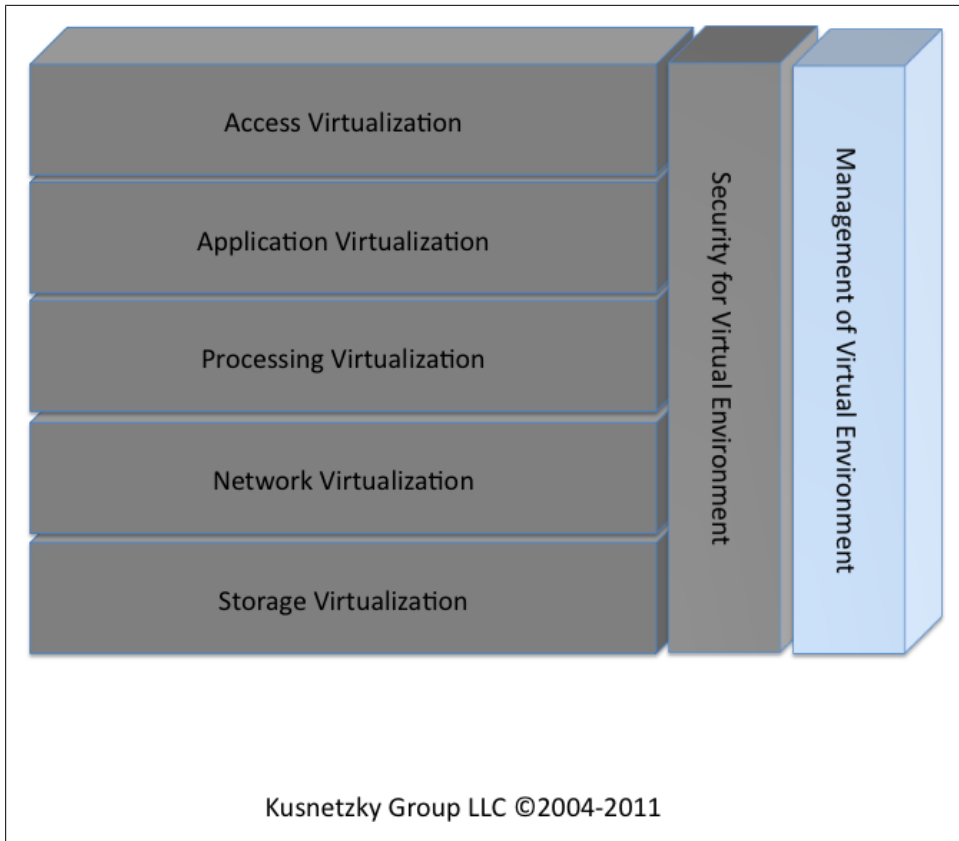 Access Virtualization
Application Virtualization
Processing Virtualization
Network Virtualization
Storage Virtualization
Security for Virtual Environment
Management of Virtual Environment
Kusnetzky Group LLC ©2004-2011